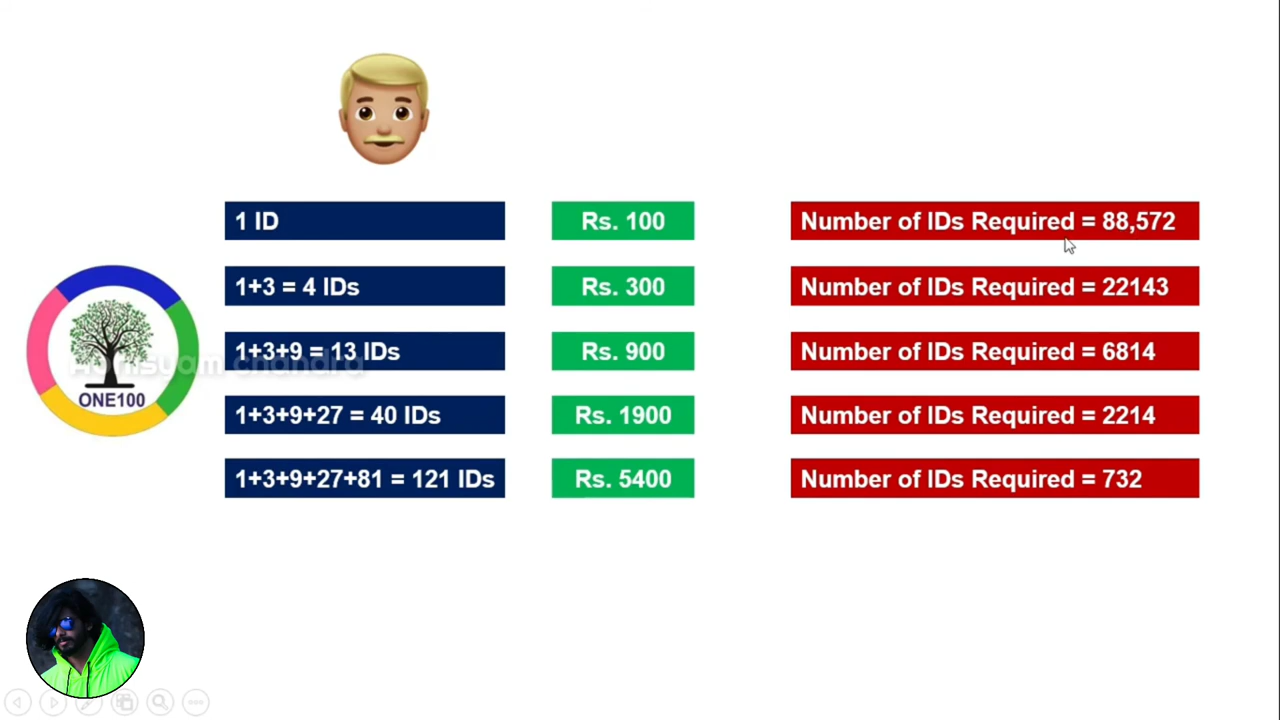 1 ID
Rs. 100
Number of IDs Required = 88,572
1+3 = 4 IDs
Rs. 300
Number of IDs Required = 22143
1+3+9 = 13 IDs
Rs. 900
Number of IDs Required = 6814
Harisyam chandra
ONE100
1+3+9+27 = 40 IDs
Rs. 1900
Number of IDs Required = 2214
1+3+9+27+81 = 121 IDs
Rs. 5400
Number of IDs Required = 732